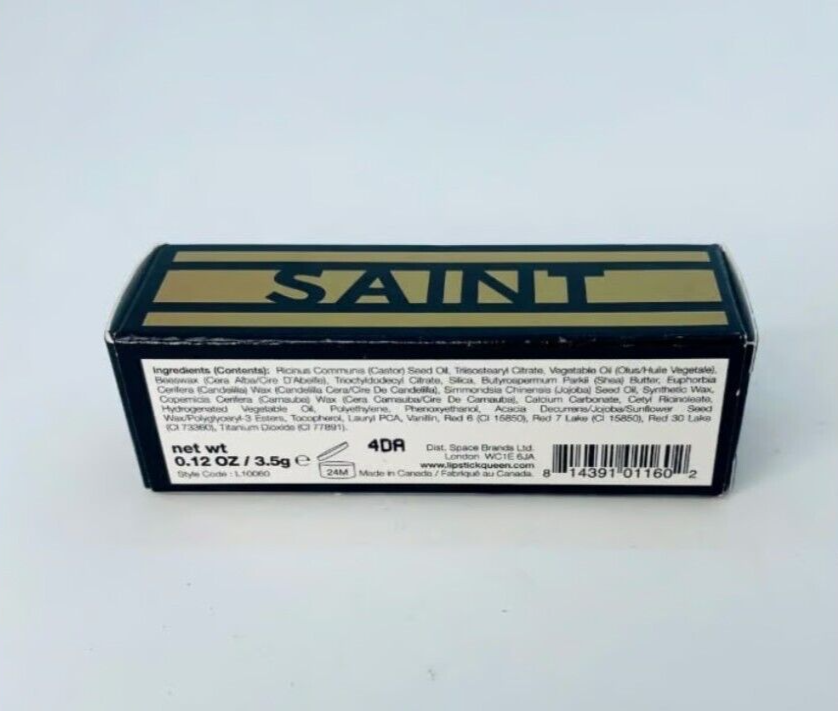 SAINT
Ingredients (Contents): Ricinus Communis (Castor) Seed Oil, Triisostearyl Citrate, Vegetable Oil (Olus/Huile Vegetale),
Beeswax (Cera Alba/Cire D'Abeille), Trioctyldodecyl Citrate, Silica, Butyrospermum Parkii (Shea) Butter, Euphorbia
Cerifera (Candelilla) Wax (Candelilla Cera/Cire De Candelilla), Simmondsia Chinensis (Jojoba) Seed Oil, Synthetic Wax,
Copernicia Cerifera (Carnauba) Wax (Cera Carnauba/Cire De Carnauba), Calcium Carbonate, Cetyl Ricinoleate,
Hydrogenated Vegetable Oil, Polyethylene, Phenoxyethanol, Acacia Decurrens/Jojoba/Sunflower Seed
Wax/Polyglyceryl-3 Esters, Tocopherol, Lauryl PCA, Vanillin, Red 6 (CI 15850), Red 7 Lake (CI 15850), Red 30 Lake
(CI 73360), Titanium Dioxide (CI 77891).
net wt
0.12 OZ / 3.5g e
Style Code : L10060
24M
4DA
Dist. Space Brands Ltd.
London WC1E 6JA
www.lipstickqueen.com
Made in Canada / Fabriqué au Canada.
8 14391 01160 2